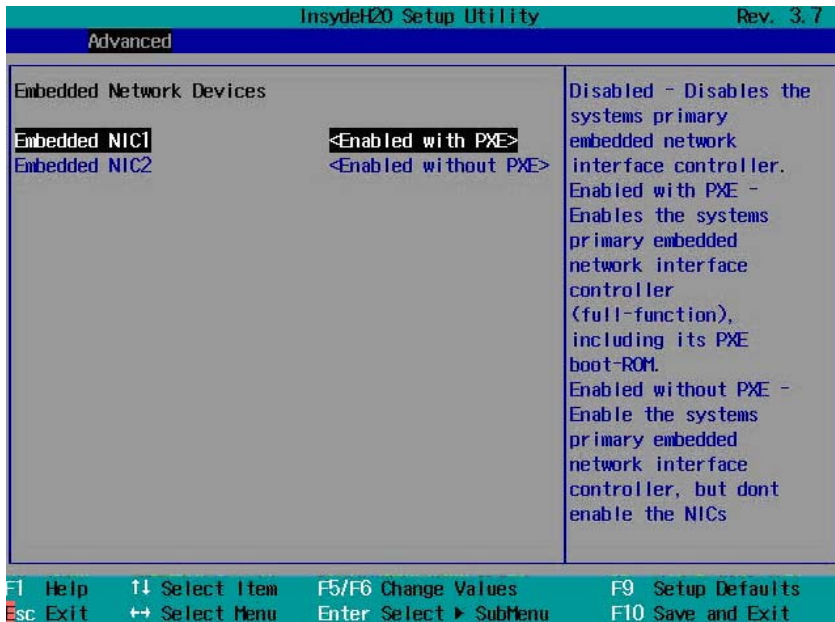 InsydeH2O Setup Utility Rev. 3.7
Advanced
Embedded Network Devices
Embedded NIC1 <Enabled with PXE>
Embedded NIC2 <Enabled without PXE>
Disabled - Disables the
systems primary
embedded network
interface controller.
Enabled with PXE -
Enables the systems
primary embedded
network interface
controller
(full-function),
including its PXE
boot-ROM.
Enabled without PXE -
Enable the systems
primary embedded
network interface
controller, but dont
enable the NICs
F1 Help ↑↓ Select Item F5/F6 Change Values F9 Setup Defaults
Esc Exit ↔ Select Menu Enter Select ▶ SubMenu F10 Save and Exit